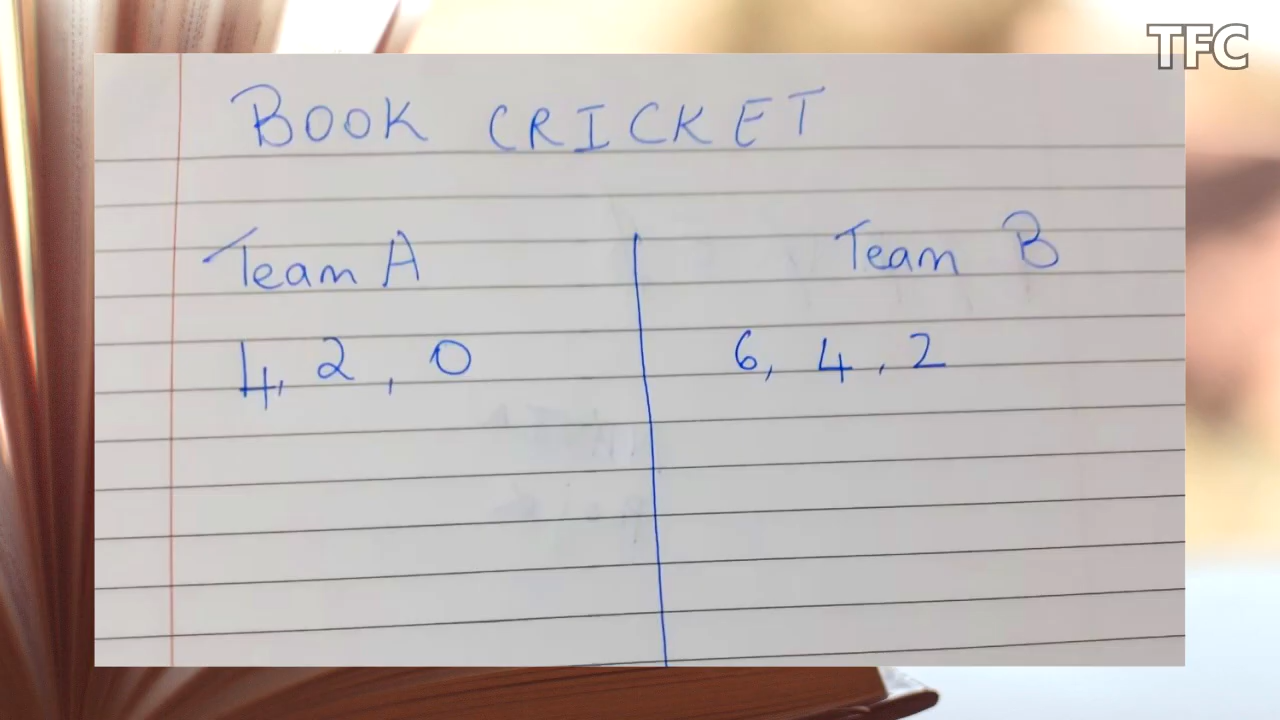 TFC
BOOK CRICKET
Team A
Team B
4, 2, 0
6, 4, 2